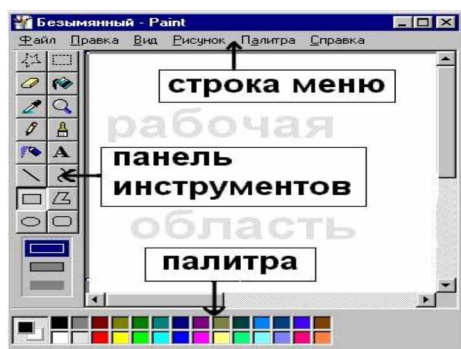 Безымянный - Paint
Файл Правка Вид Рисунок Палитра Справка
строка меню
рабочая
A
панель
инструментов
область
палитра